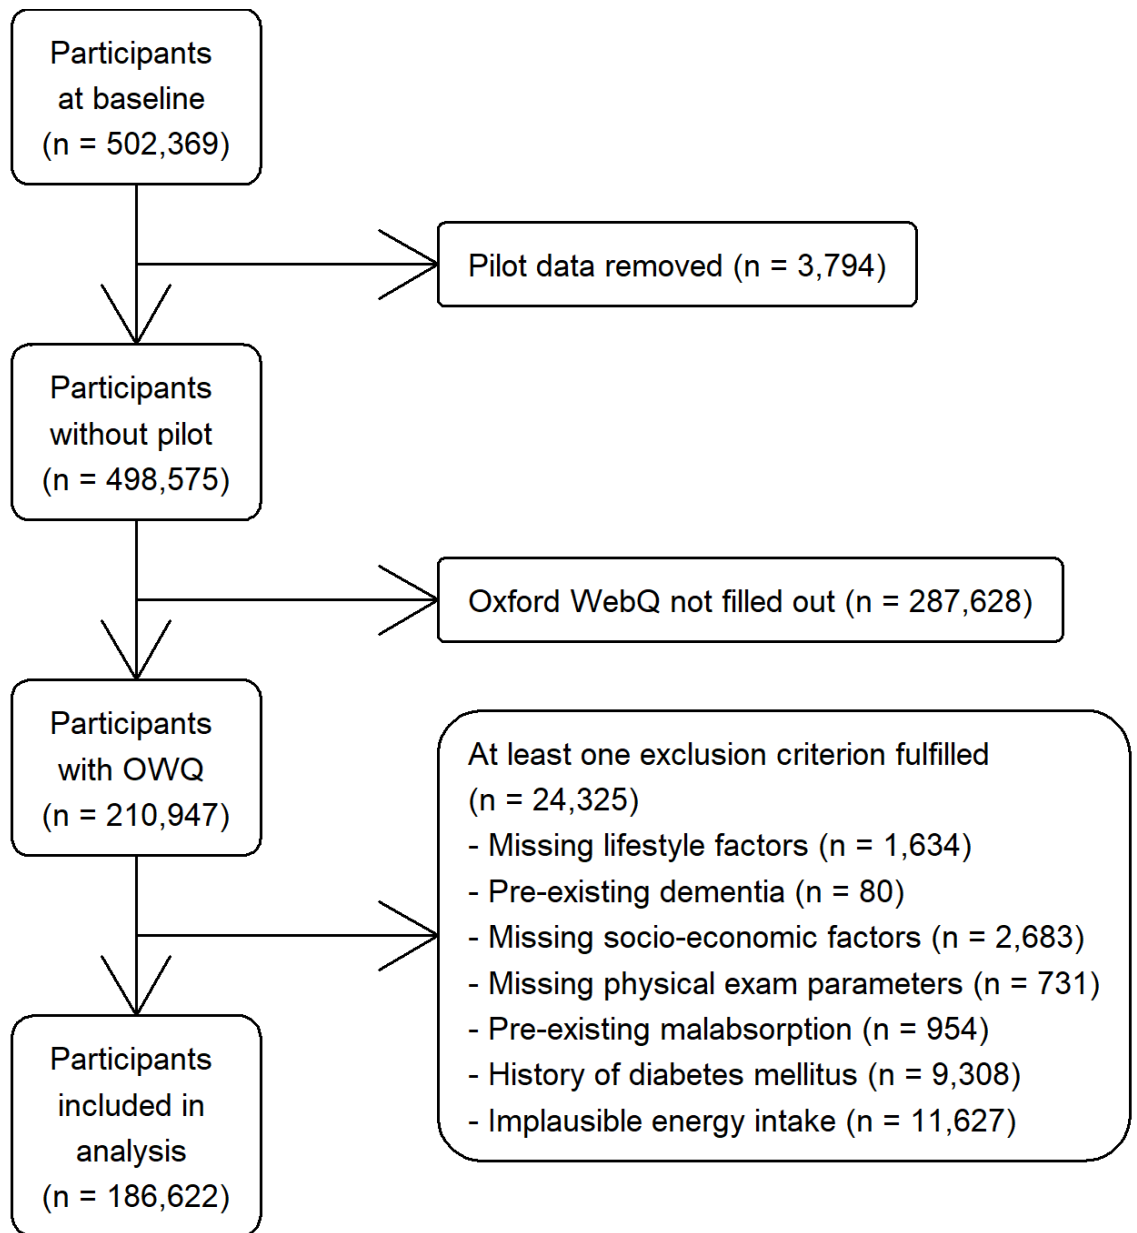 Participants
at baseline
(n = 502,369)
Pilot data removed (n = 3,794)
Participants
without pilot
(n = 498,575)
Oxford WebQ not filled out (n = 287,628)
Participants
with OWQ
(n = 210,947)
At least one exclusion criterion fulfilled
(n = 24,325)
- Missing lifestyle factors (n = 1,634)
- Pre-existing dementia (n = 80)
- Missing socio-economic factors (n = 2,683)
- Missing physical exam parameters (n = 731)
- Pre-existing malabsorption (n = 954)
- History of diabetes mellitus (n = 9,308)
- Implausible energy intake (n = 11,627)
Participants
included in
analysis
(n = 186,622)